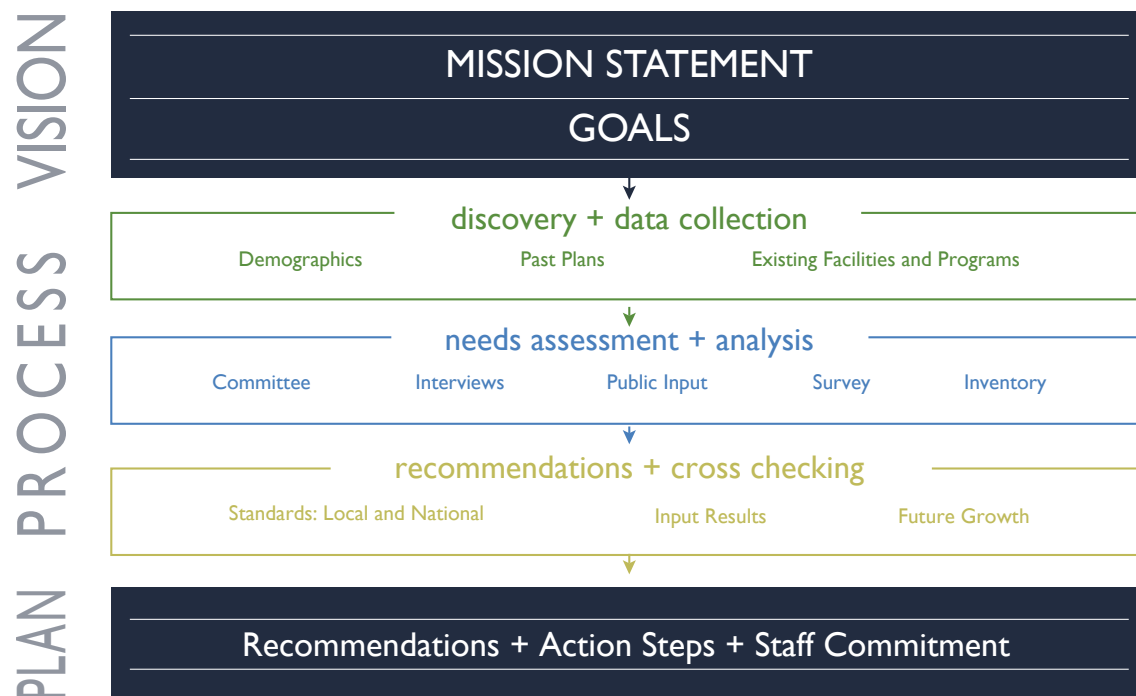 VISION
MISSION STATEMENT
GOALS
PROCESS
discovery + data collection
Demographics Past Plans Existing Facilities and Programs
needs assessment + analysis
Committee Interviews Public Input Survey Inventory
recommendations + cross checking
Standards: Local and National Input Results Future Growth
PLAN
Recommendations + Action Steps + Staff Commitment